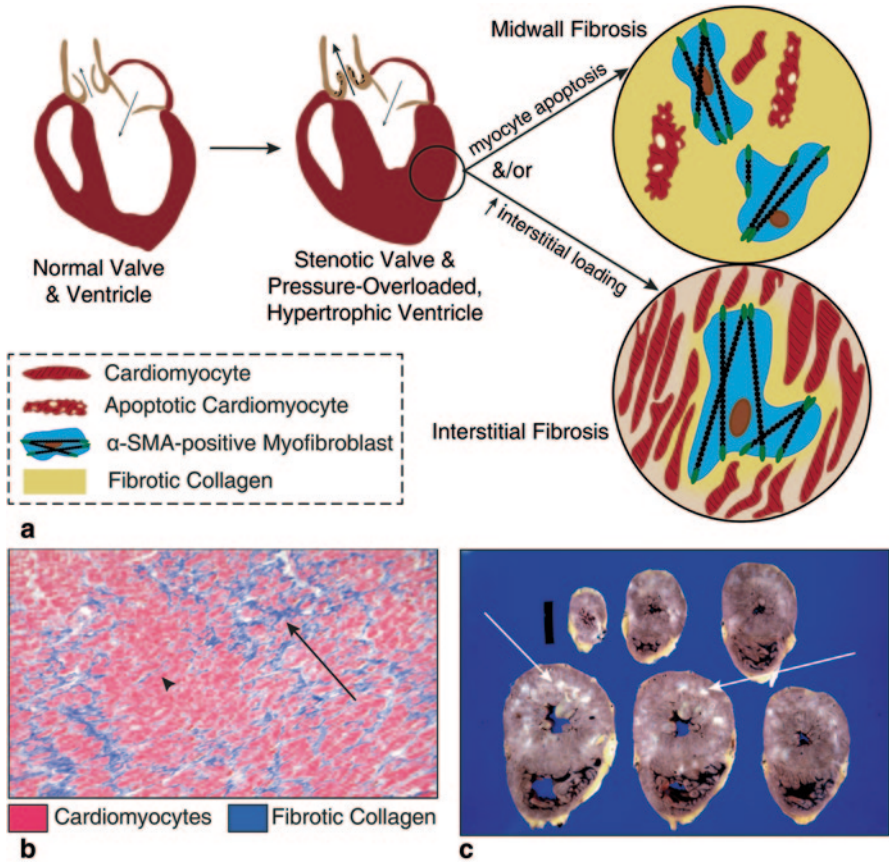 Midwall Fibrosis
myocyte apoptosis
&/or
↑ interstitial loading
Normal Valve
& Ventricle
Stenotic Valve &
Pressure-Overloaded,
Hypertrophic Ventricle
Interstitial Fibrosis
Cardiomyocyte
Apoptotic Cardiomyocyte
α-SMA-positive Myofibroblast
Fibrotic Collagen
a
Cardiomyocytes
Fibrotic Collagen
b
c